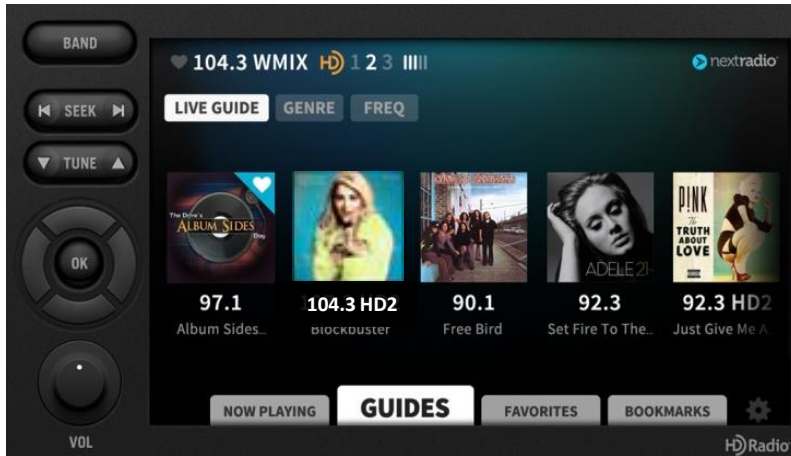 BAND
104.3 WMIX HD 1 2 3
nextradio
SEEK
LIVE GUIDE GENRE FREQ
TUNE
OK
The Drive's
ALBUM SIDES
Day
ADELE 21
P!NK
THE
TRUTH
ABOUT
LOVE
97.1 104.3 HD2 90.1 92.3 92.3 HD2
Album Sides... Blockbuster Free Bird Set Fire To The... Just Give Me A
NOW PLAYING GUIDES FAVORITES BOOKMARKS
VOL
HD Radio